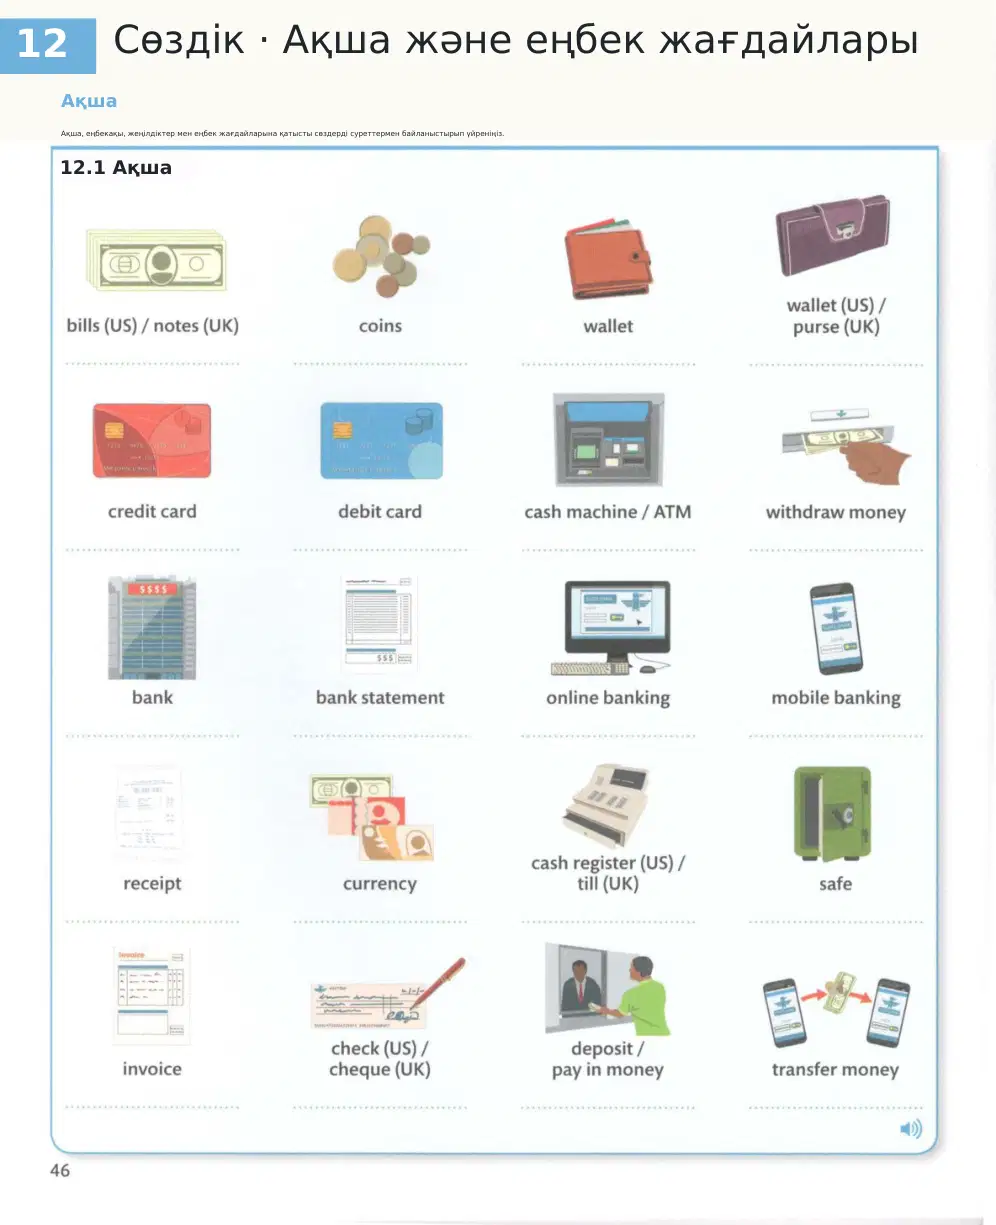 12
Сөздік · Ақша және еңбек жағдайлары
Ақша
Ақша, еңбекақы, жеңілдіктер мен еңбек жағдайларына қатысты сөздерді суреттермен байланыстырып үйреніңіз.
12.1 Ақша
bills (US) / notes (UK)
coins
wallet
wallet (US) /
purse (UK)
credit card
debit card
cash machine / ATM
withdraw money
$$$$
$$$
bank
bank statement
online banking
mobile banking
receipt
currency
cash register (US) /
till (UK)
safe
Invoice
invoice
check (US) /
cheque (UK)
deposit /
pay in money
transfer money
46